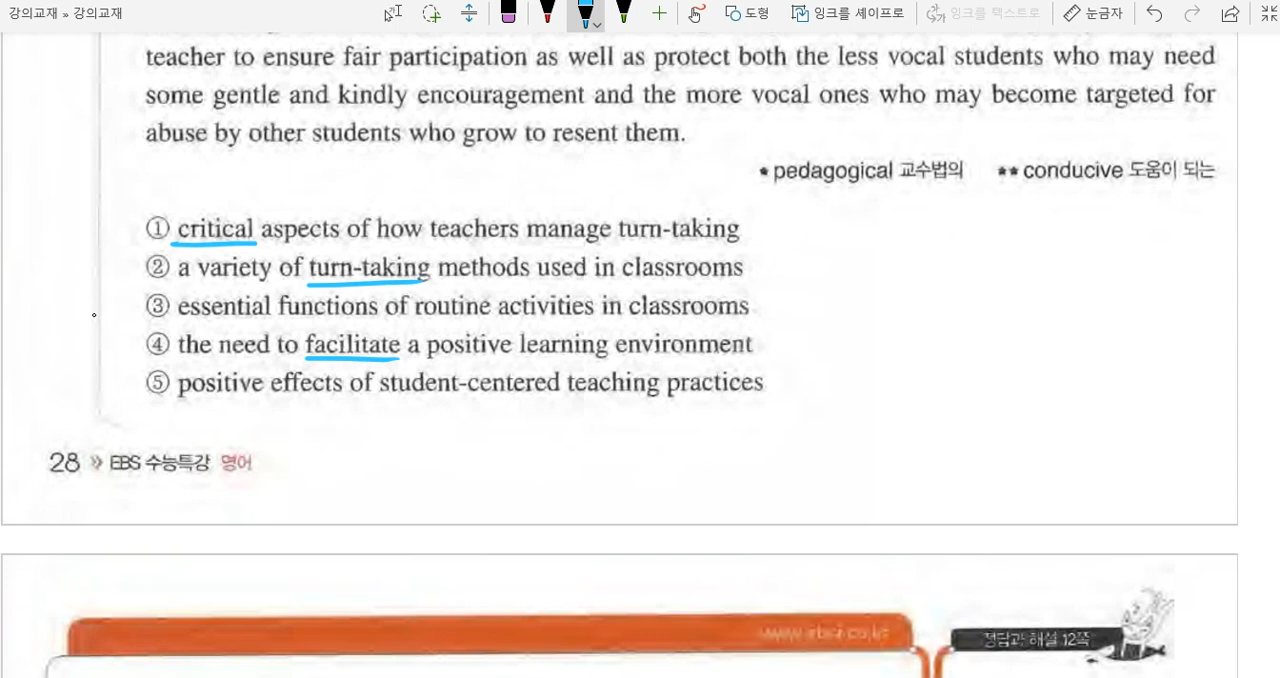 강의교재 » 강의교재
도형
잉크를 셰이프로
잉크를 텍스트로
눈금자
teacher to ensure fair participation as well as protect both the less vocal students who may need
some gentle and kindly encouragement and the more vocal ones who may become targeted for
abuse by other students who grow to resent them.
* pedagogical 교수법의 ** conducive 도움이 되는
① critical aspects of how teachers manage turn-taking
② a variety of turn-taking methods used in classrooms
③ essential functions of routine activities in classrooms
④ the need to facilitate a positive learning environment
⑤ positive effects of student-centered teaching practices
28 » EBS 수능특강 영어
www.ebsi.co.kr
정답과 해설 12쪽